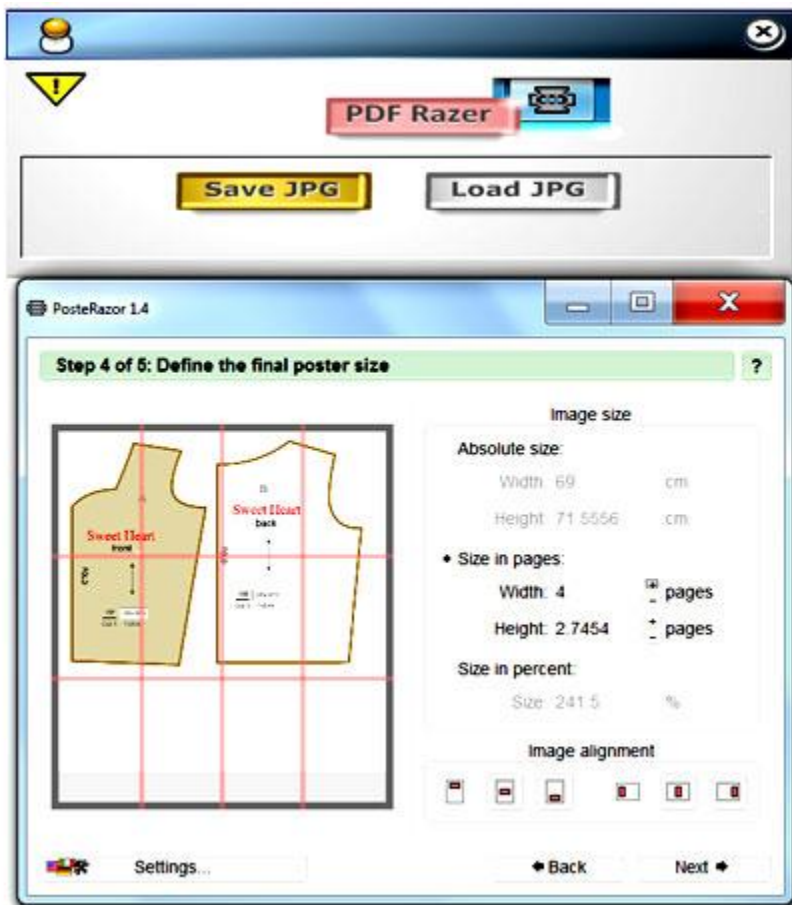 !
PDF Razer
Save JPG
Load JPG
PosteRazor 1.4
Step 4 of 5: Define the final poster size
?
Image size
Absolute size:
Width: 69 cm
Height: 71.5556 cm
Size in pages:
Width: 4 pages
Height: 2.7454 pages
Size in percent:
Size: 241.5 %
Image alignment
A
Sweet Heart
front
B
Sweet Heart
back
Settings...
Back
Next